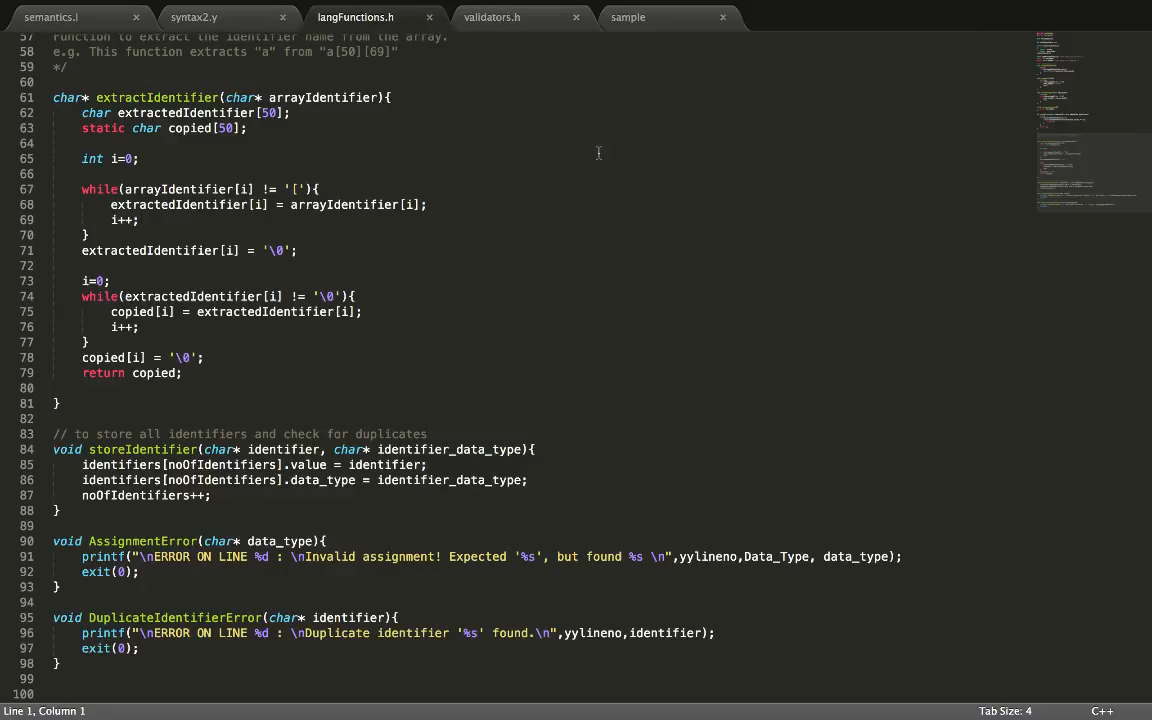 semantics.l × syntax2.y × langFunctions.h × validators.h × sample ×
57 Function to extract the identifier name from the array.
58 e.g. This function extracts "a" from "a[50][69]"
59 */
60
61 char* extractIdentifier(char* arrayIdentifier){
62 char extractedIdentifier[50];
63 static char copied[50];
64
65 int i=0;
66
67 while(arrayIdentifier[i] != '['){
68 extractedIdentifier[i] = arrayIdentifier[i];
69 i++;
70 }
71 extractedIdentifier[i] = '\0';
72
73 i=0;
74 while(extractedIdentifier[i] != '\0'){
75 copied[i] = extractedIdentifier[i];
76 i++;
77 }
78 copied[i] = '\0';
79 return copied;
80
81 }
82
83 // to store all identifiers and check for duplicates
84 void storeIdentifier(char* identifier, char* identifier_data_type){
85 identifiers[noOfIdentifiers].value = identifier;
86 identifiers[noOfIdentifiers].data_type = identifier_data_type;
87 noOfIdentifiers++;
88 }
89
90 void AssignmentError(char* data_type){
91 printf("\nERROR ON LINE %d : \nInvalid assignment! Expected '%s', but found %s \n",yylineno,Data_Type, data_type);
92 exit(0);
93 }
94
95 void DuplicateIdentifierError(char* identifier){
96 printf("\nERROR ON LINE %d : \nDuplicate identifier '%s' found.\n",yylineno,identifier);
97 exit(0);
98 }
99
100
Line 1, Column 1 Tab Size: 4 C++